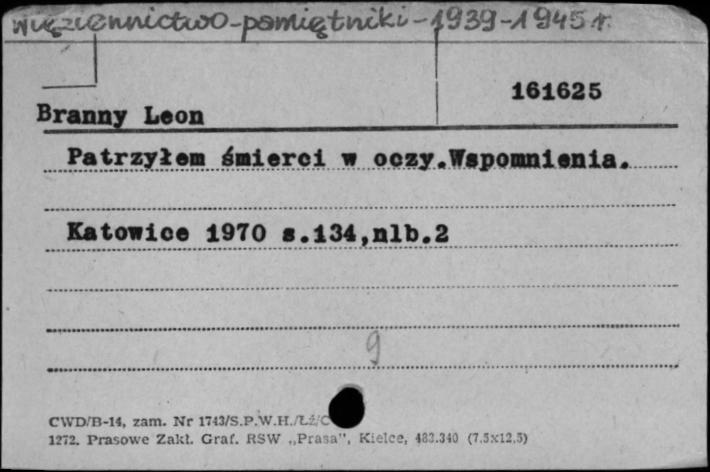 więziennictwo-pamiętniki-1939-1945 r.
161625
Branny Leon
Patrzyłem śmierci w oczy.Wspomnienia.
Katowice 1970 s.134,nlb.2
9
CWD/B-14, zam. Nr 1743/S.P.W.H./Łź/C
1272. Prasowe Zakł. Graf. RSW „Prasa”, Kielce, 483.340 (7.5x12,5)